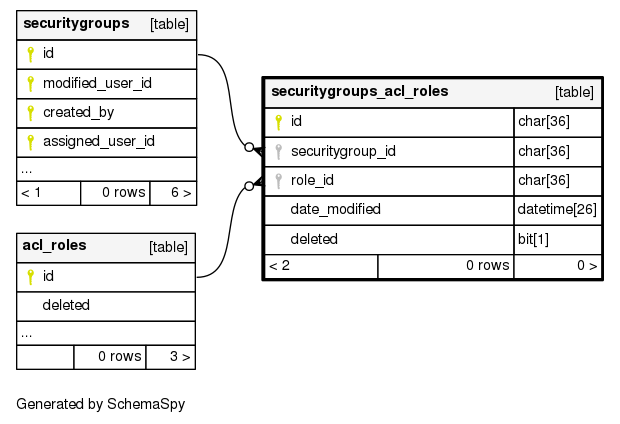 securitygroups [table]
id
modified_user_id
created_by
assigned_user_id
...
< 1 0 rows 6 >
securitygroups_acl_roles [table]
id char[36]
securitygroup_id char[36]
role_id char[36]
date_modified datetime[26]
deleted bit[1]
< 2 0 rows 0 >
acl_roles [table]
id
deleted
...
0 rows 3 >
Generated by SchemaSpy